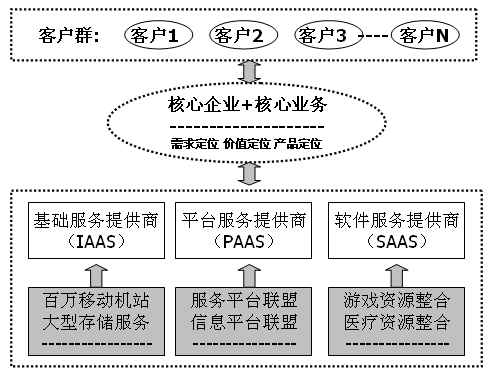 客户群: 客户1 客户2 客户3 ---- 客户N
核心企业+核心业务
----------------------
需求定位 价值定位 产品定位
基础服务提供商 平台服务提供商 软件服务提供商
（IAAS） （PAAS） （SAAS）
百万移动机站 服务平台联盟 游戏资源整合
大型存储服务 信息平台联盟 医疗资源整合
-------------- ------------- --------------